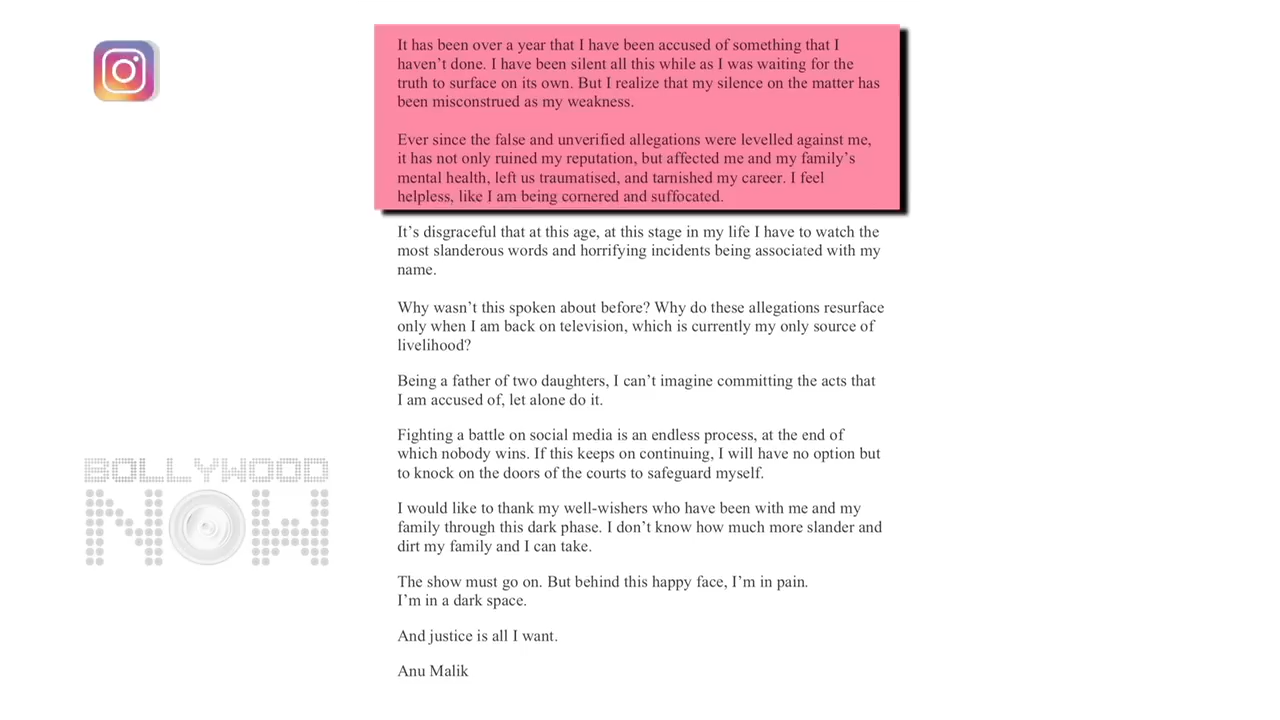 It has been over a year that I have been accused of something that I
haven’t done. I have been silent all this while as I was waiting for the
truth to surface on its own. But I realize that my silence on the matter has
been misconstrued as my weakness.
Ever since the false and unverified allegations were levelled against me,
it has not only ruined my reputation, but affected me and my family’s
mental health, left us traumatised, and tarnished my career. I feel
helpless, like I am being cornered and suffocated.
It’s disgraceful that at this age, at this stage in my life I have to watch the
most slanderous words and horrifying incidents being associated with my
name.
Why wasn’t this spoken about before? Why do these allegations resurface
only when I am back on television, which is currently my only source of
livelihood?
Being a father of two daughters, I can’t imagine committing the acts that
I am accused of, let alone do it.
Fighting a battle on social media is an endless process, at the end of
which nobody wins. If this keeps on continuing, I will have no option but
to knock on the doors of the courts to safeguard myself.
I would like to thank my well-wishers who have been with me and my
family through this dark phase. I don’t know how much more slander and
dirt my family and I can take.
The show must go on. But behind this happy face, I’m in pain.
I’m in a dark space.
And justice is all I want.
Anu Malik
BOLLYWOOD
NOW